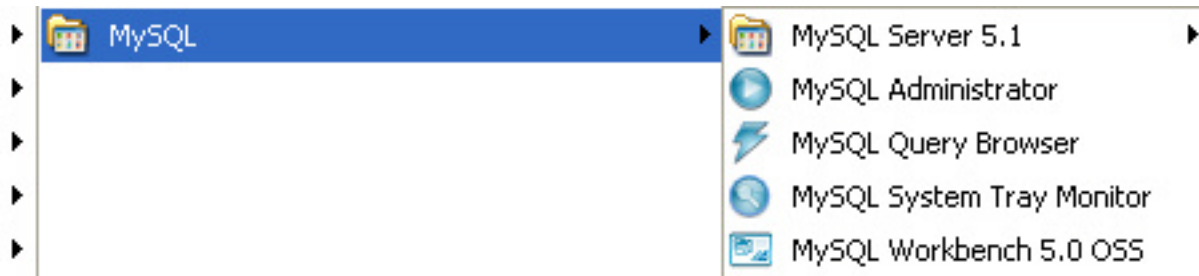 MySQL
MySQL Server 5.1
MySQL Administrator
MySQL Query Browser
MySQL System Tray Monitor
MySQL Workbench 5.0 OSS